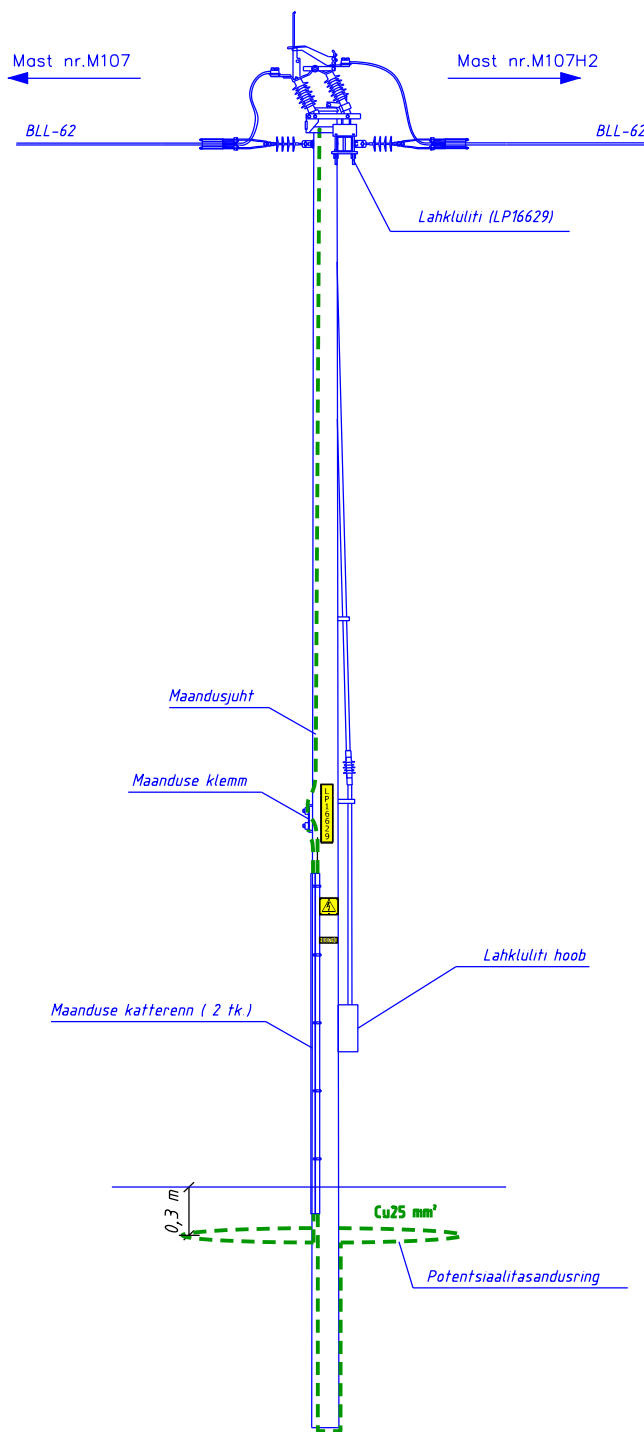 Mast nr.M107
Mast nr.M107H2
BLL-62
BLL-62
Lahklüliti (LP16629)
Maandusjuht
Maanduse klemm
LP16629
Lahklüliti hoob
Maanduse katterenn ( 2 tk.)
0,3 m
Cu25 mm²
Potentsiaalitasandusring